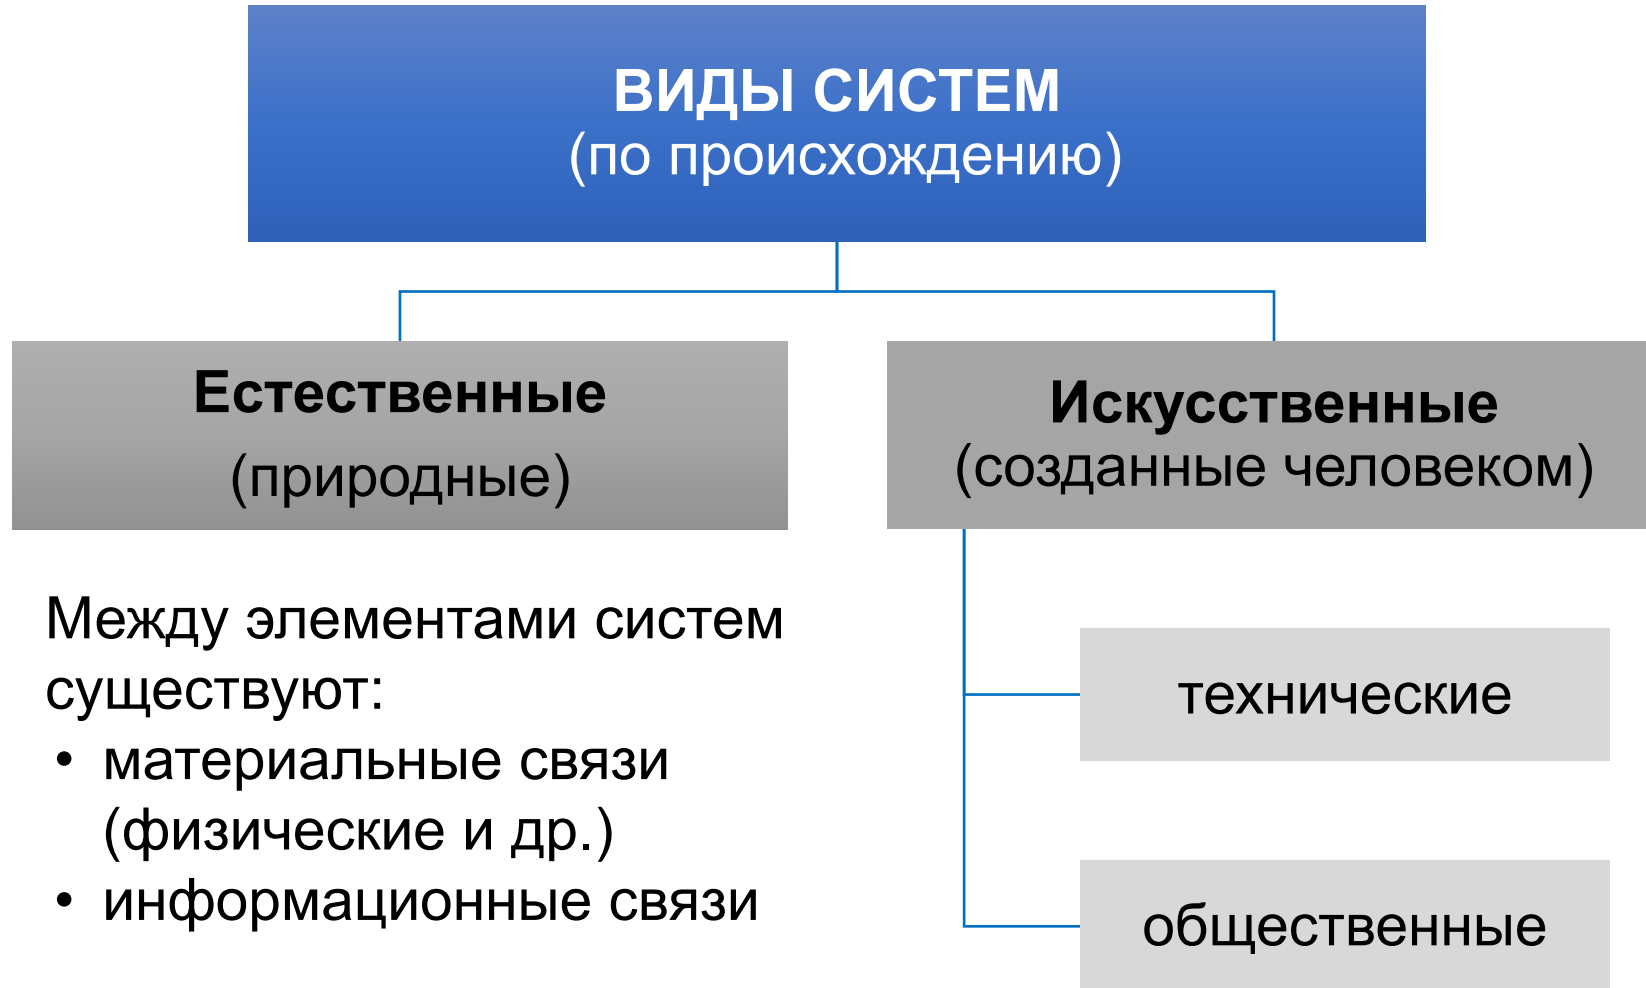 ВИДЫ СИСТЕМ
(по происхождению)
Естественные
(природные)
Искусственные
(созданные человеком)
Между элементами систем
существуют:
• материальные связи
(физические и др.)
• информационные связи
технические
общественные